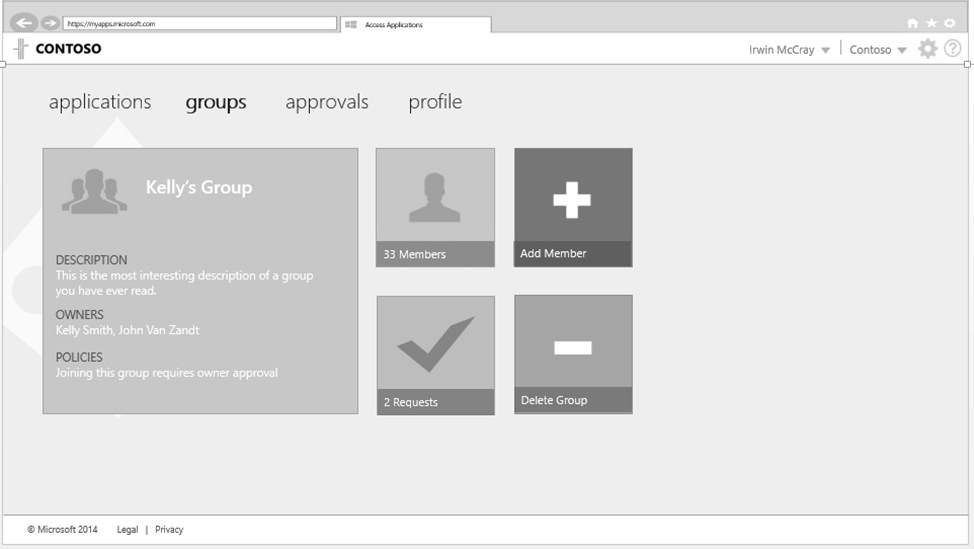 https://myapps.microsoft.com
Access Applications
CONTOSO
Irwin McCray
Contoso
?
applications groups approvals profile
Kelly's Group
DESCRIPTION
This is the most interesting description of a group
you have ever read.
OWNERS
Kelly Smith, John Van Zandt
POLICIES
Joining this group requires owner approval
33 Members
Add Member
2 Requests
Delete Group
© Microsoft 2014 Legal | Privacy